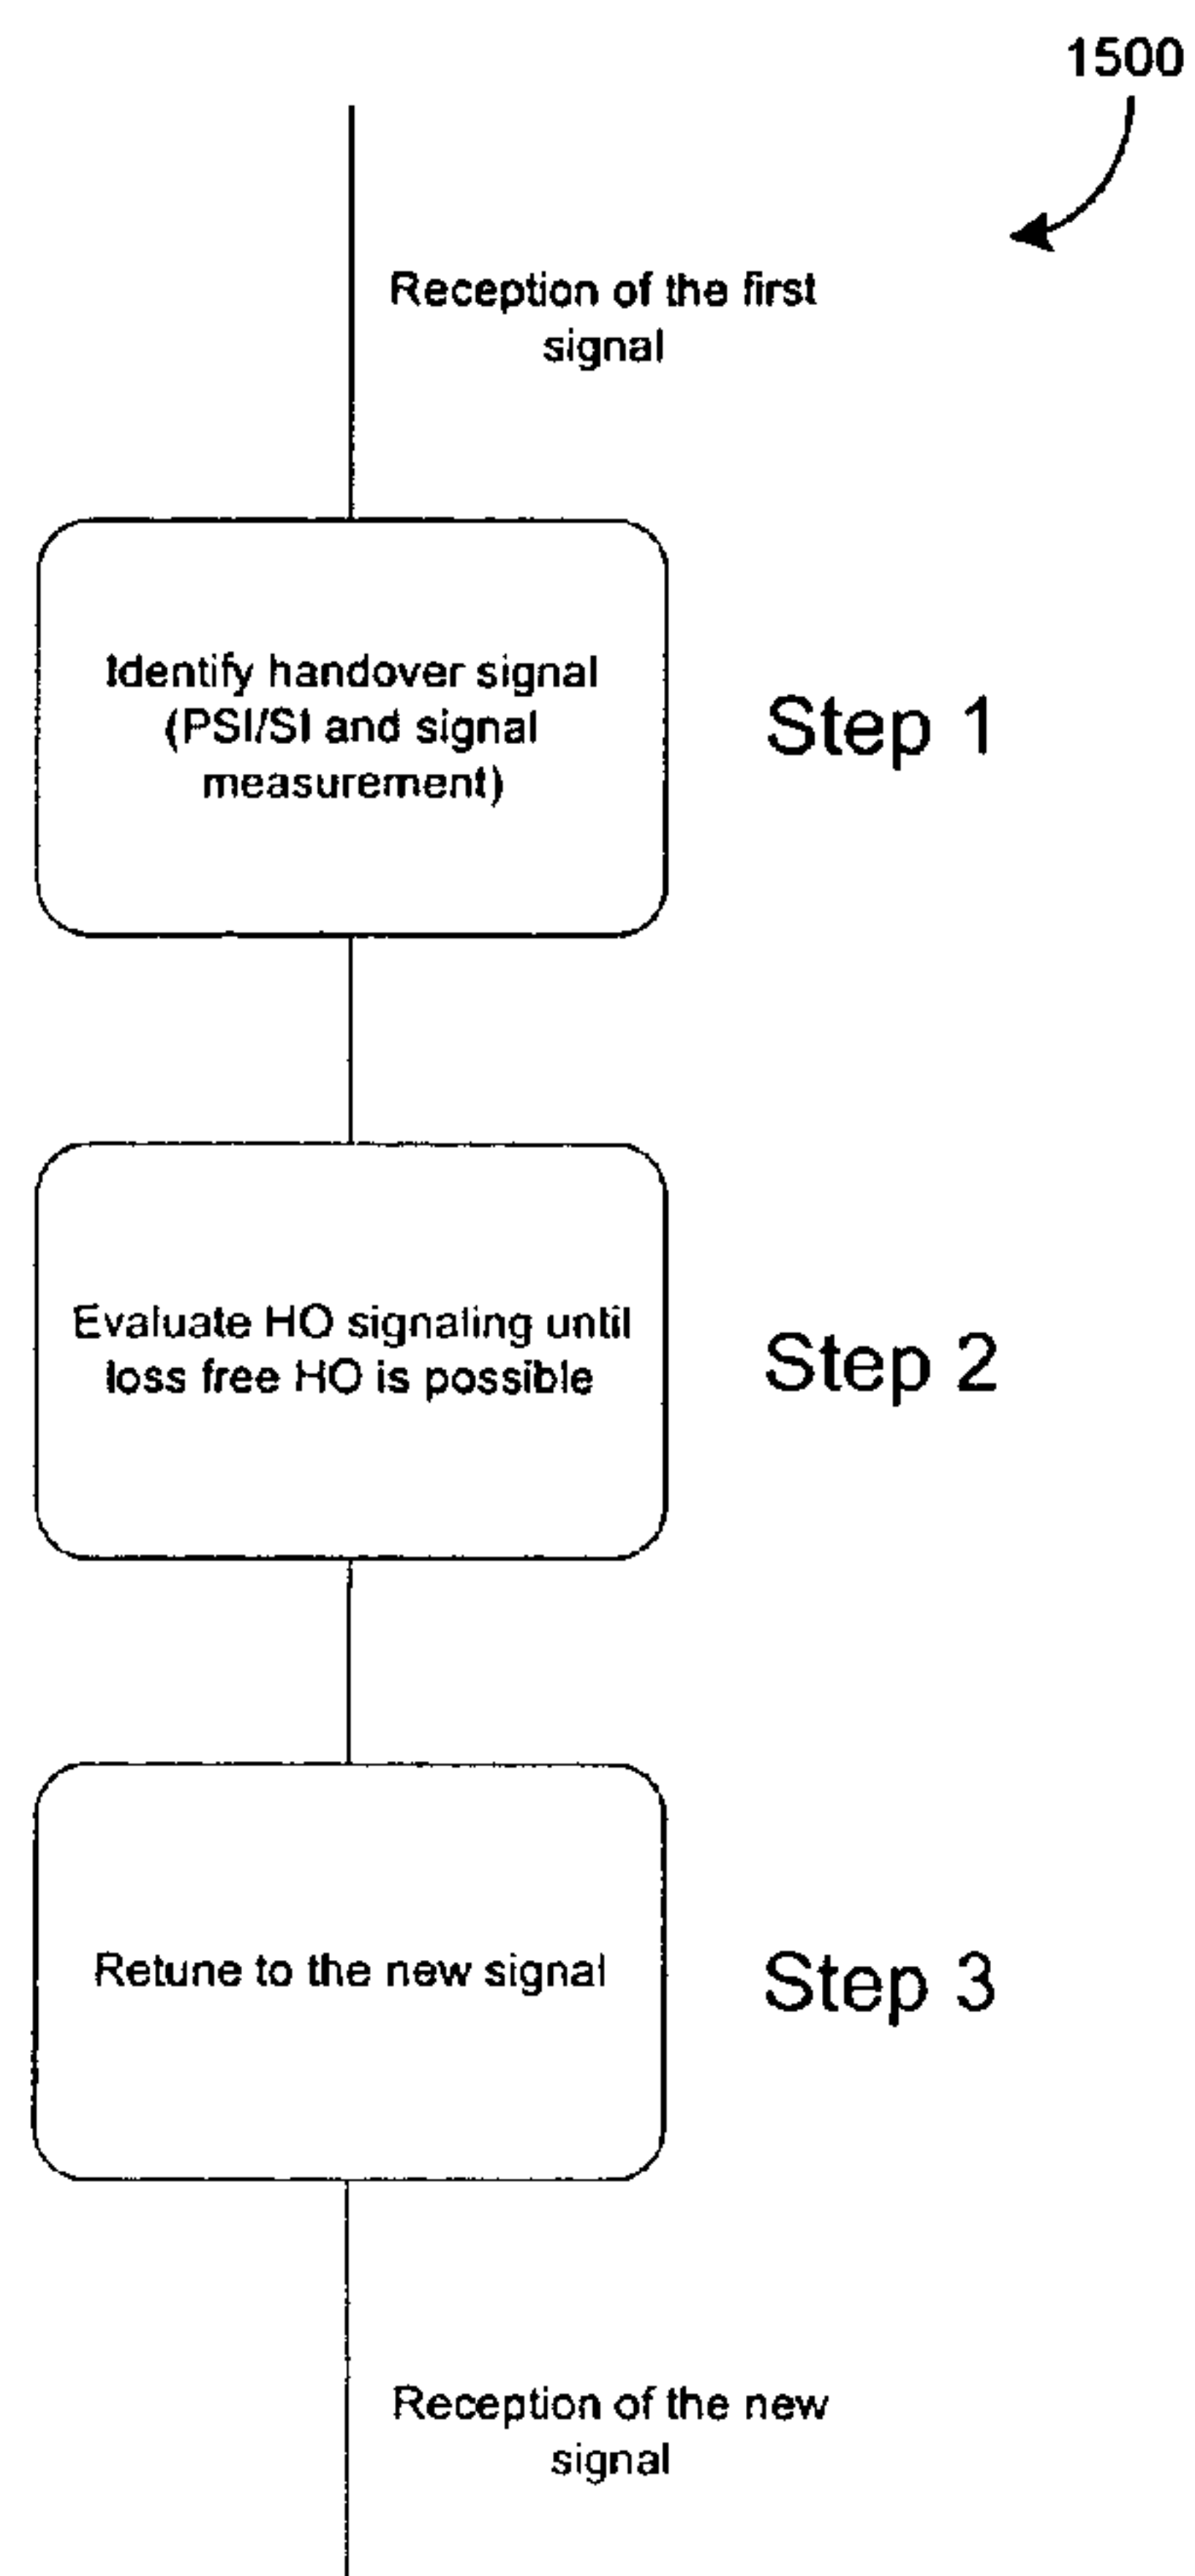 1500
Reception of the first
signal
Identify handover signal
(PSI/SI and signal
measurement)
Step 1
Evaluate HO signaling until
loss free HO is possible
Step 2
Retune to the new signal
Step 3
Reception of the new
signal